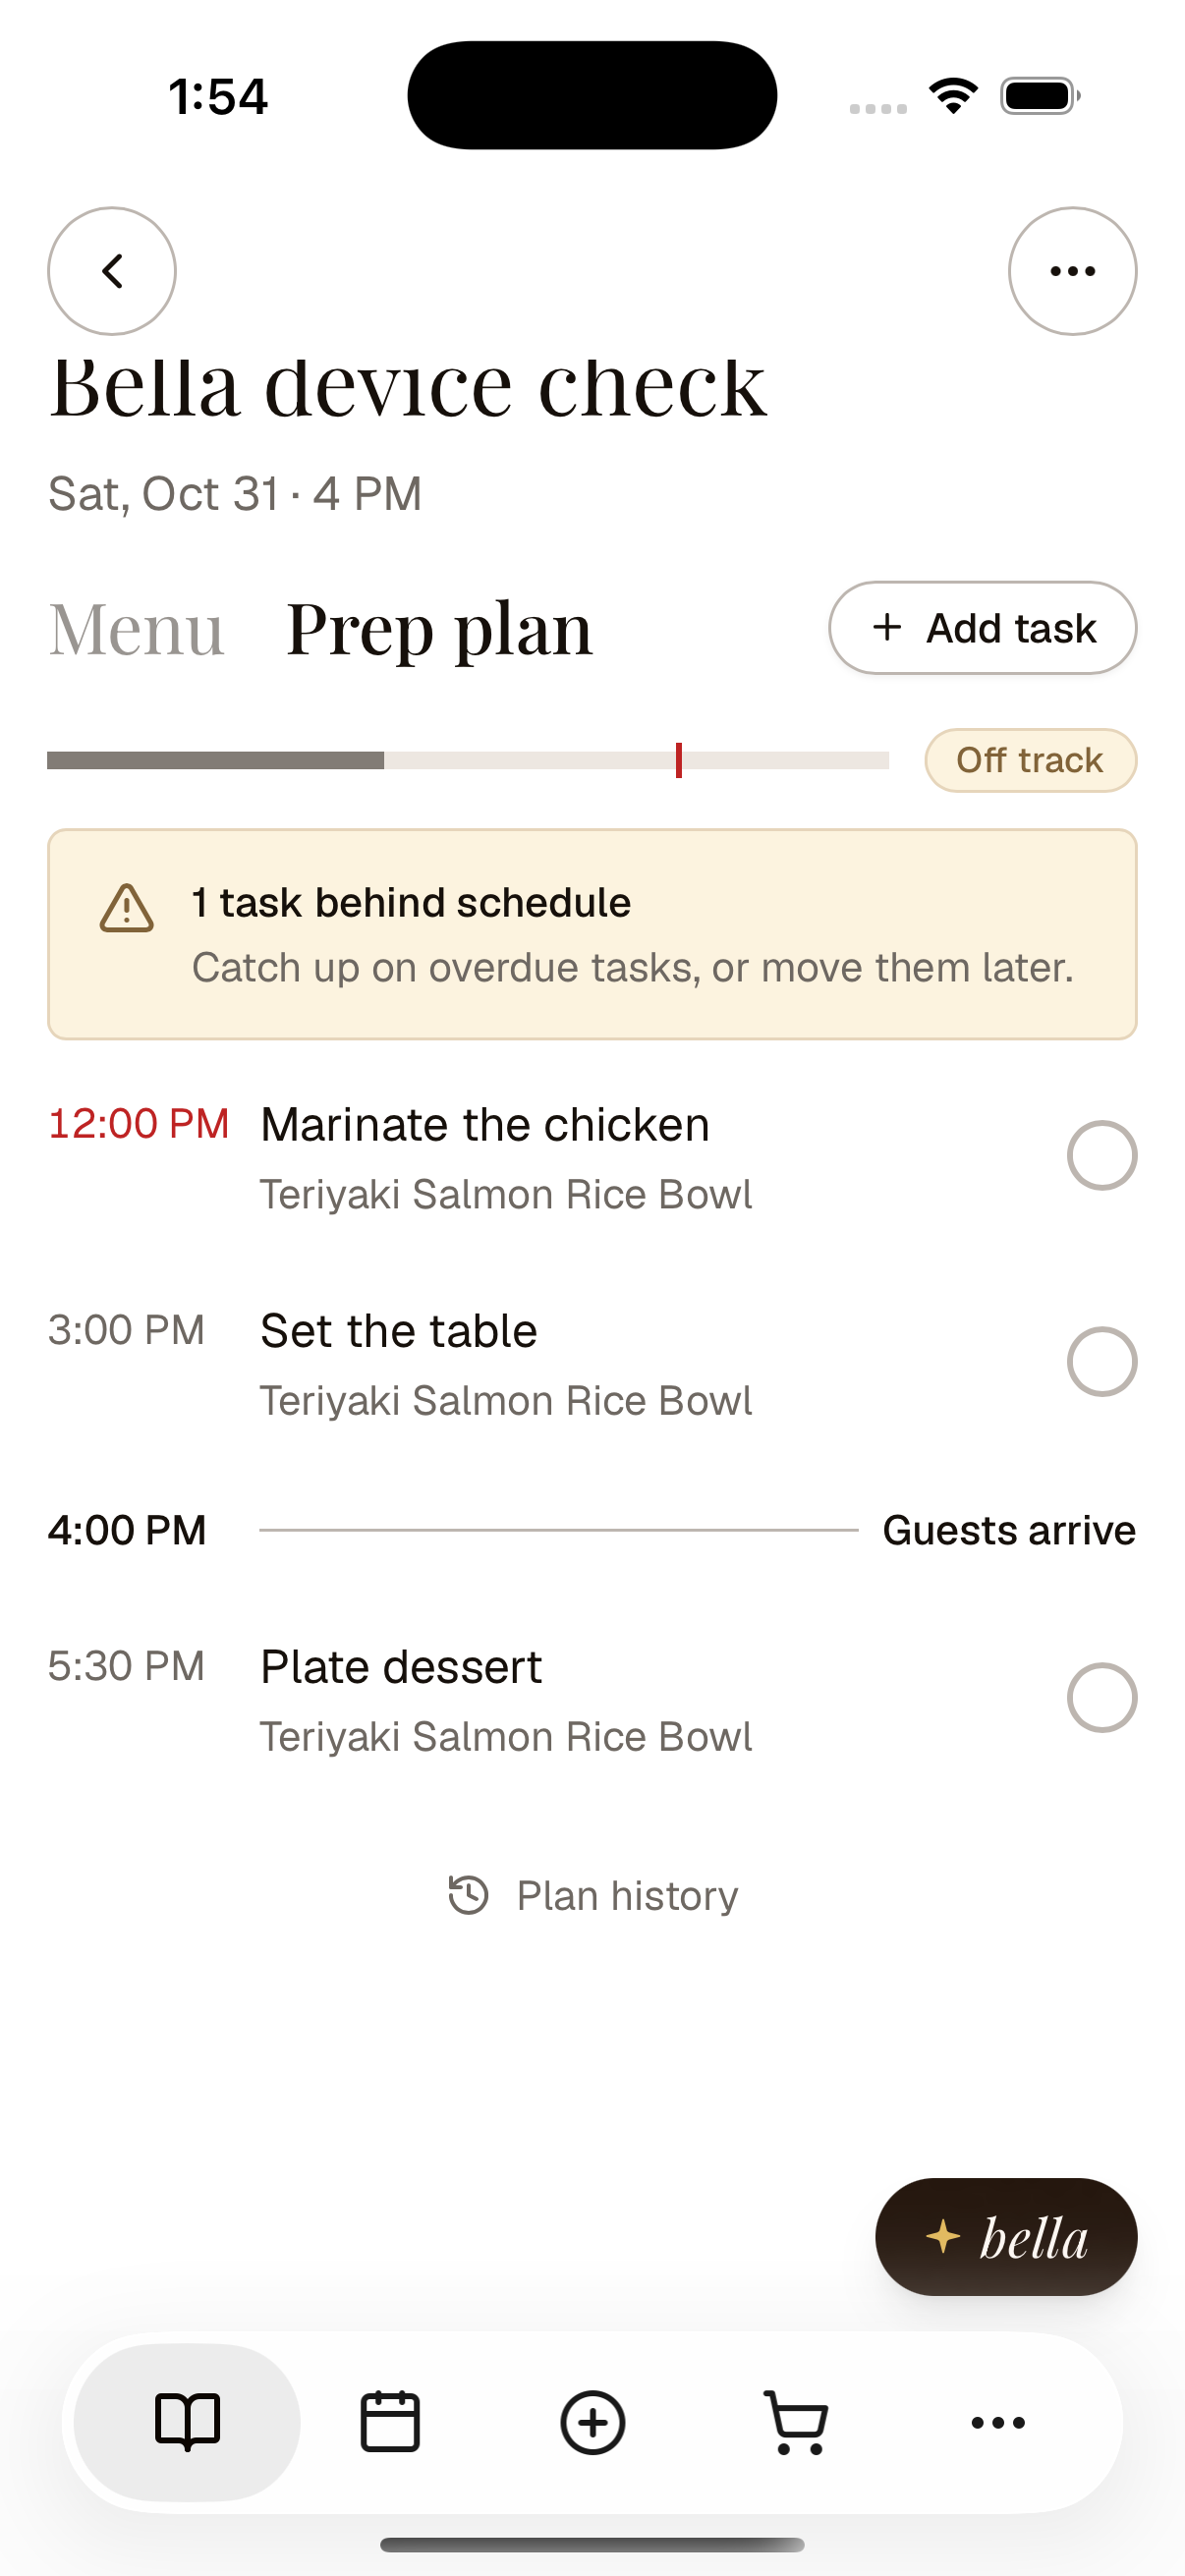 1:54
Bella device check
Sat, Oct 31 · 4 PM
Menu Prep plan + Add task
Off track
1 task behind schedule
Catch up on overdue tasks, or move them later.
12:00 PM Marinate the chicken
Teriyaki Salmon Rice Bowl
3:00 PM Set the table
Teriyaki Salmon Rice Bowl
4:00 PM Guests arrive
5:30 PM Plate dessert
Teriyaki Salmon Rice Bowl
Plan history
bella